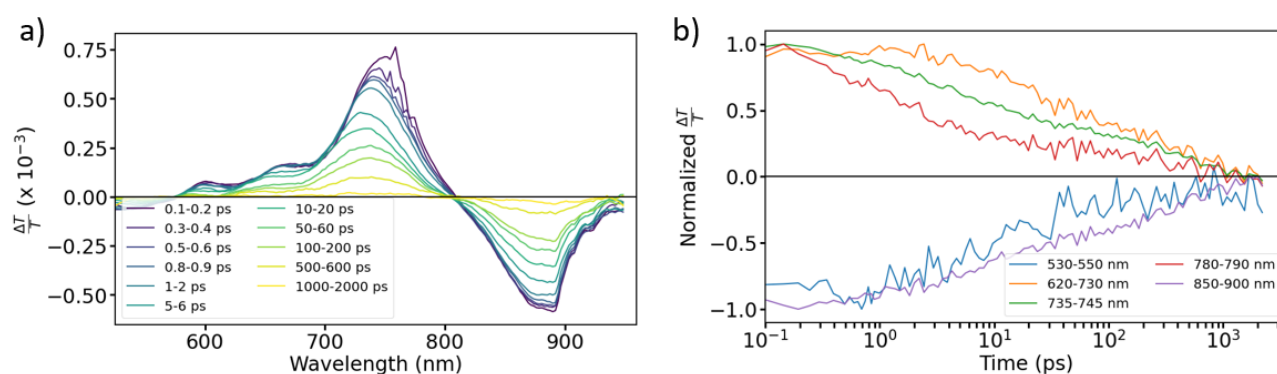 a)
0.75
0.50
0.25
0.00
−0.25
−0.50
ΔT/T (x 10⁻³)
0.1-0.2 ps
0.3-0.4 ps
0.5-0.6 ps
0.8-0.9 ps
1-2 ps
5-6 ps
10-20 ps
50-60 ps
100-200 ps
500-600 ps
1000-2000 ps
600
700
800
900
Wavelength (nm)
b)
1.0
0.5
0.0
−0.5
−1.0
Normalized ΔT/T
530-550 nm
620-730 nm
735-745 nm
780-790 nm
850-900 nm
10⁻¹
10⁰
10¹
10²
10³
Time (ps)